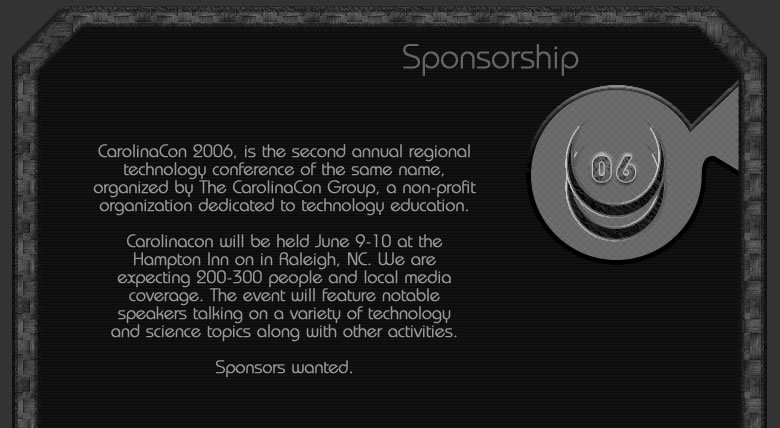 Sponsorship
06
CarolinaCon 2006, is the second annual regional
technology conference of the same name,
organized by The CarolinaCon Group, a non-profit
organization dedicated to technology education.
Carolinacon will be held June 9-10 at the
Hampton Inn on in Raleigh, NC. We are
expecting 200-300 people and local media
coverage. The event will feature notable
speakers talking on a variety of technology
and science topics along with other activities.
Sponsors wanted.